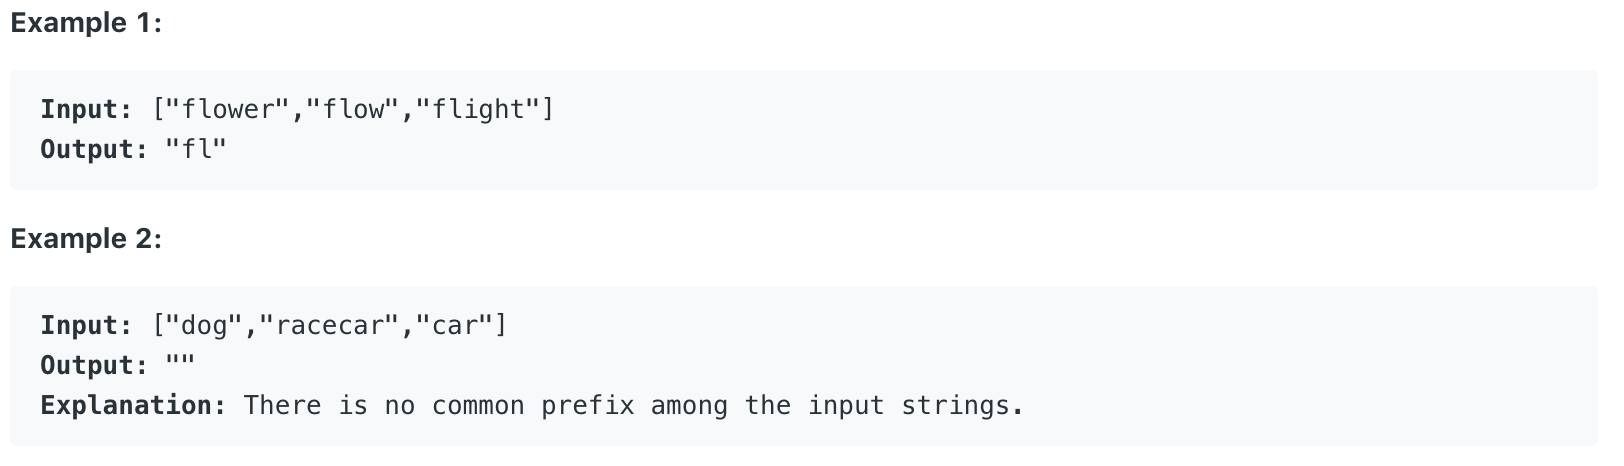 Example 1:
Input: ["flower","flow","flight"]
Output: "fl"
Example 2:
Input: ["dog","racecar","car"]
Output: ""
Explanation: There is no common prefix among the input strings.